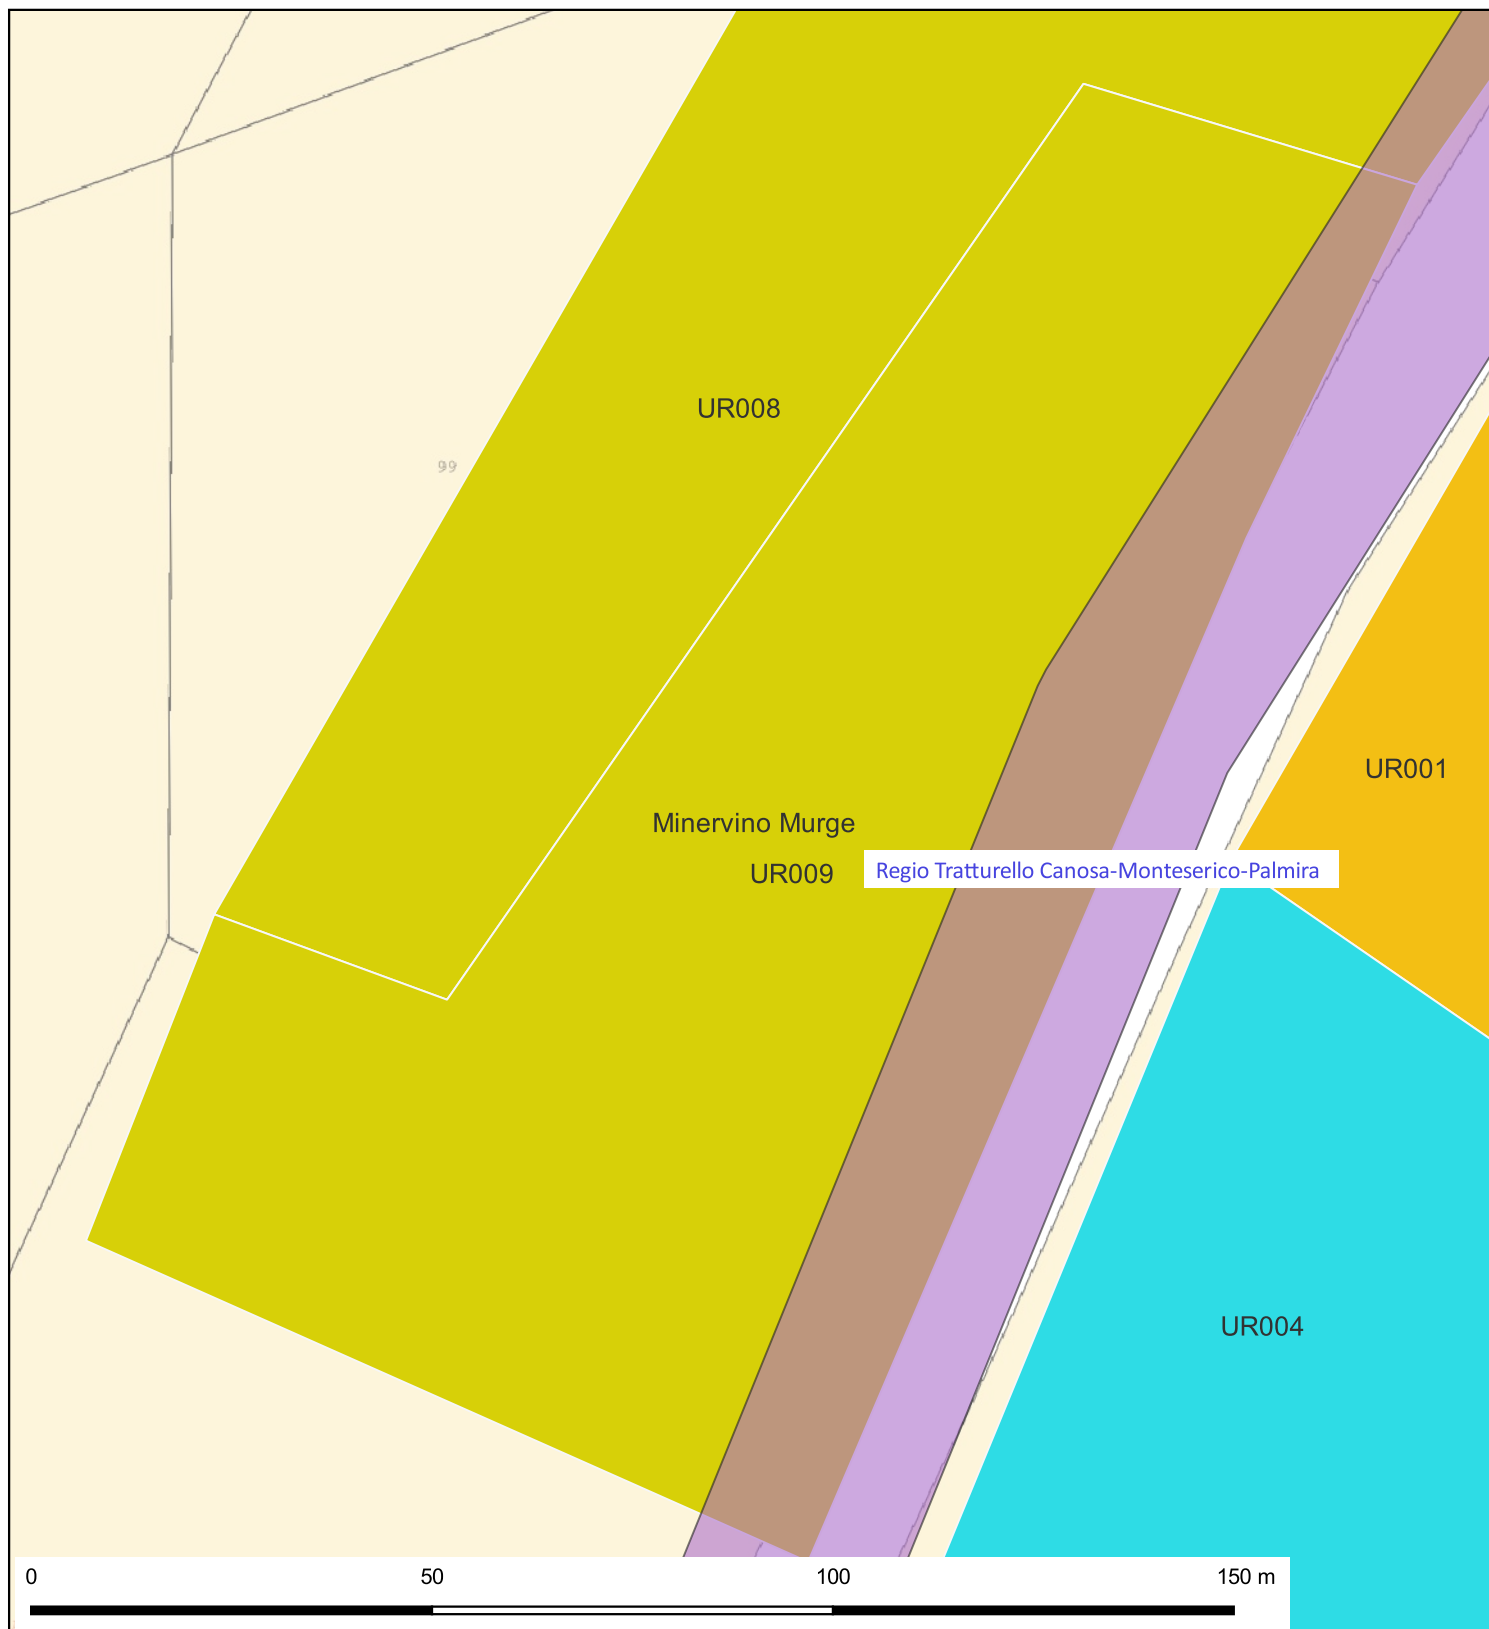 UR008
99
UR001
Minervino Murge
UR009
Regio Tratturello Canosa-Monteserico-Palmira
UR004
0 50 100 150 m